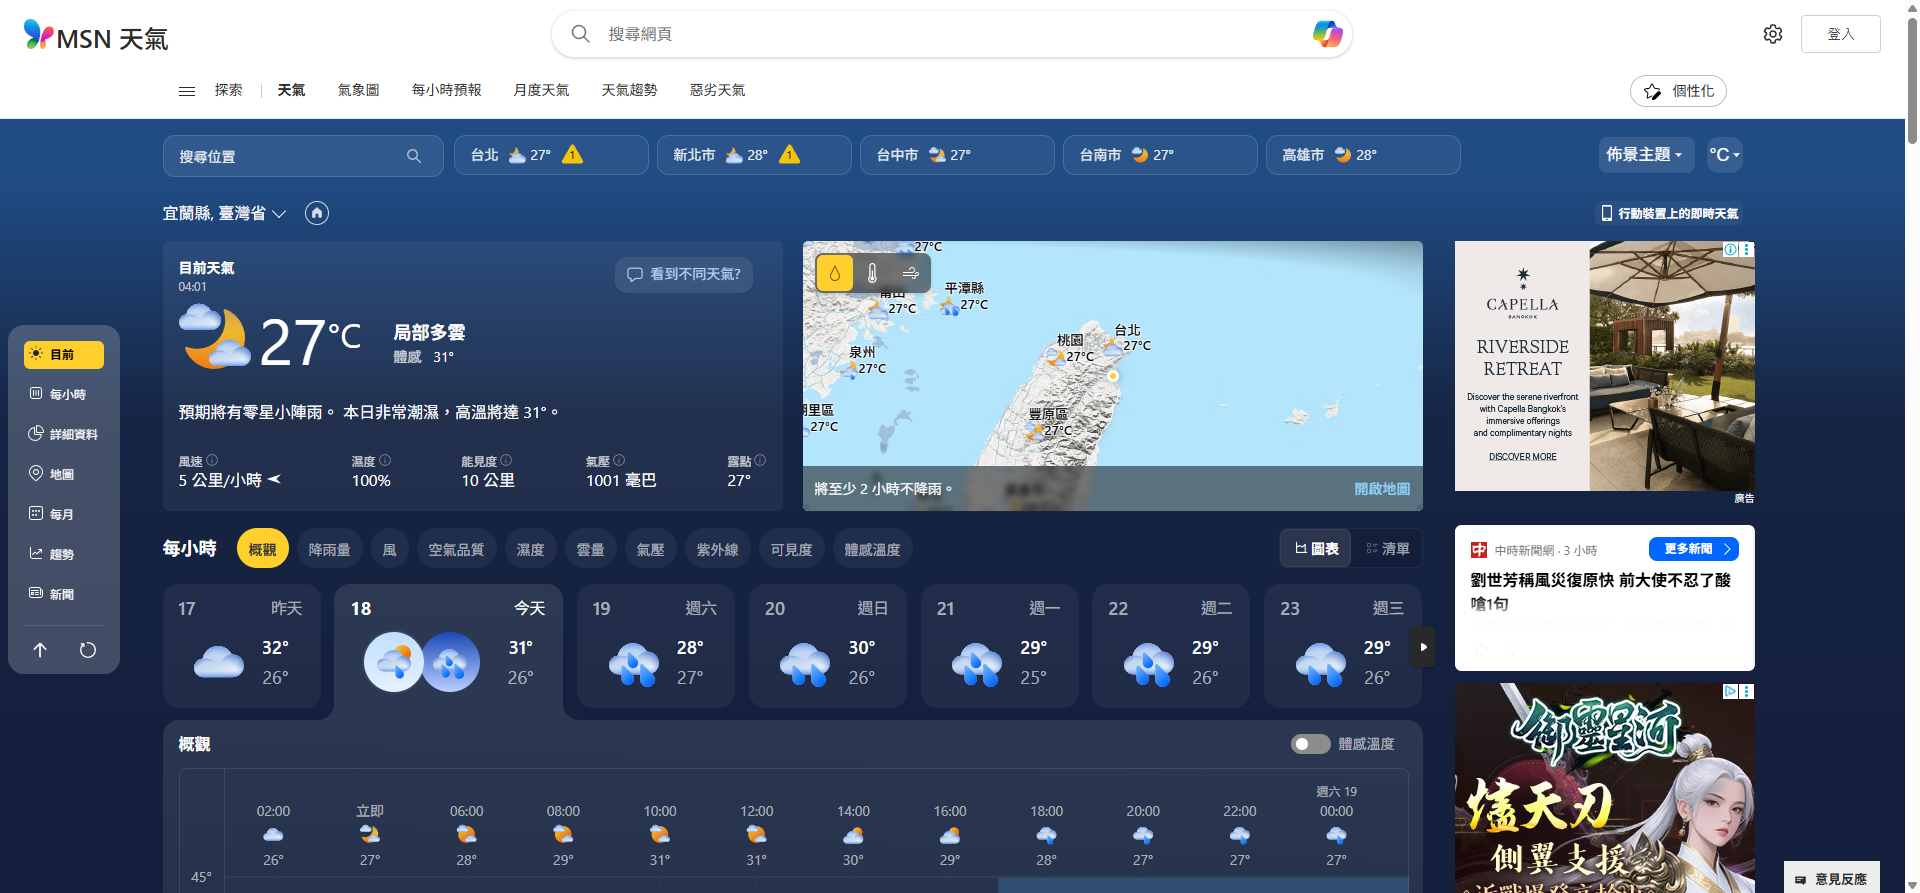 MSN 天氣
搜尋網頁
登入
探索
天氣
氣象圖
每小時預報
月度天氣
天氣趨勢
惡劣天氣
個性化
搜尋位置
台北 27° 1
新北市 28° 1
台中市 27°
台南市 27°
高雄市 28°
佈景主題
°C
宜蘭縣, 臺灣省
行動裝置上的即時天氣
目前
每小時
詳細資料
地圖
每月
趨勢
新聞
目前天氣
04:01
看到不同天氣?
27°C
局部多雲
體感 31°
預期將有零星小陣雨。 本日非常潮濕，高溫將達 31°。
風速
5 公里/小時
濕度
100%
能見度
10 公里
氣壓
1001 毫巴
露點
27°
27°C
27°C
平潭縣
27°C
泉州
27°C
桃園
27°C
台北
27°C
里區
27°C
豐原區
27°C
將至少 2 小時不降雨。
開啟地圖
CAPELLA
BANGKOK
RIVERSIDE
RETREAT
Discover the serene riverfront
with Capella Bangkok's
immersive offerings
and complimentary nights
DISCOVER MORE
廣告
每小時
概觀
降雨量
風
空氣品質
濕度
雲量
氣壓
紫外線
可見度
體感溫度
圖表
清單
17 昨天
32°
26°
18 今天
31°
26°
19 週六
28°
27°
20 週日
30°
26°
21 週一
29°
25°
22 週二
29°
26°
23 週三
29°
26°
中
中時新聞網 · 3 小時
更多新聞
劉世芳稱風災復原快 前大使不忍了酸
嗆1句
概觀
體感溫度
週六 19
02:00 立即 06:00 08:00 10:00 12:00 14:00 16:00 18:00 20:00 22:00 00:00
26° 27° 28° 29° 31° 31° 30° 29° 28° 27° 27° 27°
45°
御靈星河
燼天刃
側翼支援
意見反應